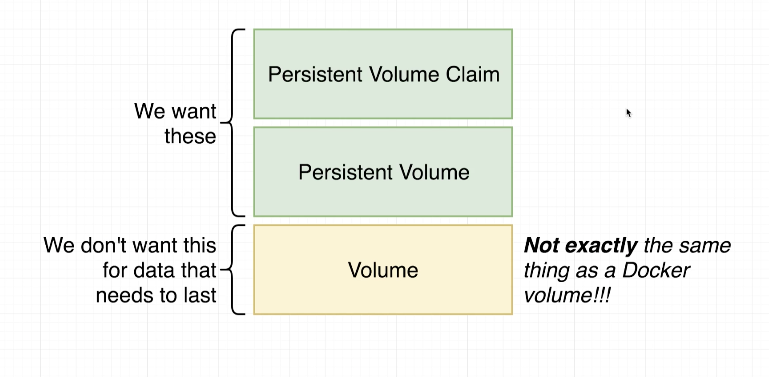 Persistent Volume Claim
We want
these
Persistent Volume
We don't want this
for data that
needs to last
Volume
Not exactly the same
thing as a Docker
volume!!!